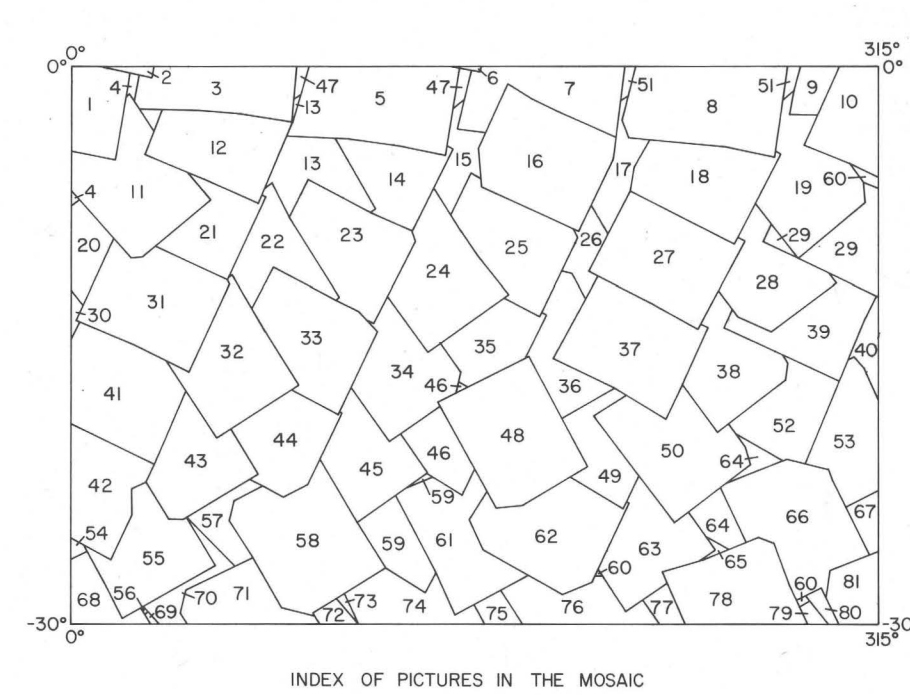 0° 315°
0° 0°
4 2 47 47 6 51 51 9
1 3 5 7 8 10
13
12 13 14 15 16 17 18 19 60
4 11
20 21 22 23 24 25 26 27 29 29
28
30 31 32 33 34 35 37 39
40
41 46 36 38
42 43 44 45 46 48 49 50 52 53
64
59
54 57 58 59 61 62 63 64 66 67
55 65
60
68 56 70 71 74 76 78 60 81
69 72 73 75 77 79 80
-30° -30
0° 315°
INDEX OF PICTURES IN THE MOSAIC